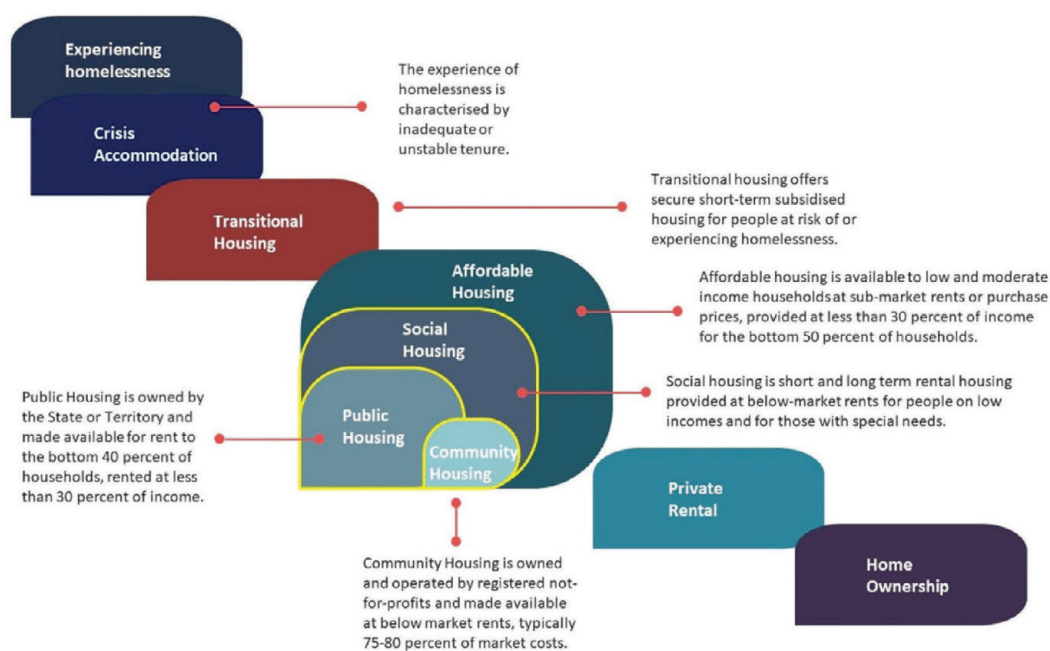 Experiencing
homelessness
The experience of
homelessness is
characterised by
inadequate or
unstable tenure.
Crisis
Accommodation
Transitional housing offers
secure short-term subsidised
housing for people at risk of or
experiencing homelessness.
Transitional
Housing
Affordable
Housing
Affordable housing is available to low and moderate
income households at sub-market rents or purchase
prices, provided at less than 30 percent of income
for the bottom 50 percent of households.
Social
Housing
Social housing is short and long term rental housing
provided at below-market rents for people on low
incomes and for those with special needs.
Public Housing is owned by
the State or Territory and
made available for rent to
the bottom 40 percent of
households, rented at less
than 30 percent of income.
Public
Housing
Community
Housing
Private
Rental
Community Housing is owned
and operated by registered not-
for-profits and made available
at below market rents, typically
75-80 percent of market costs.
Home
Ownership